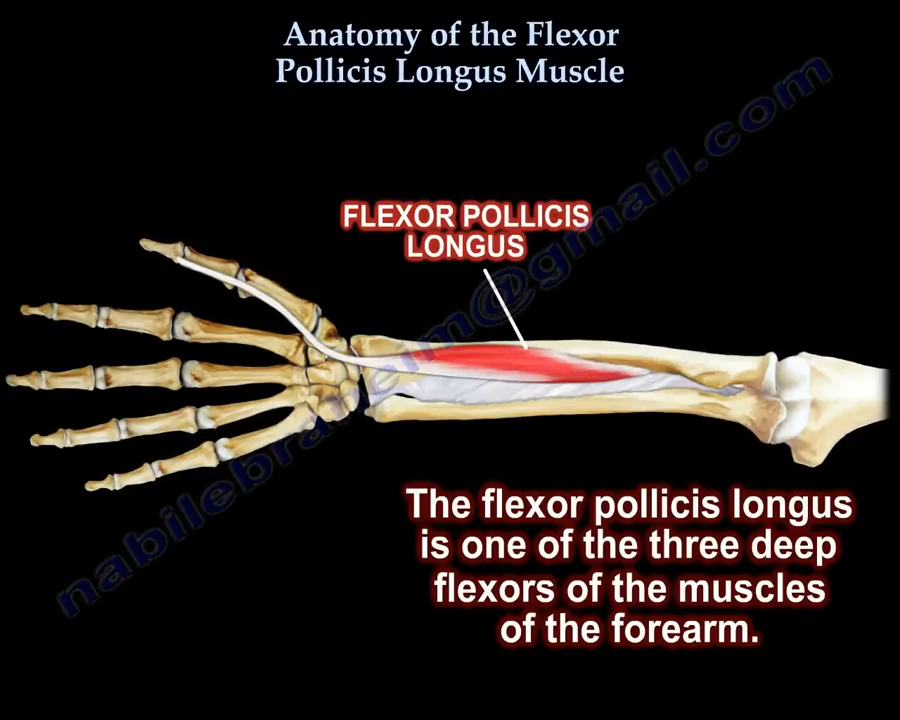 Anatomy of the Flexor
Pollicis Longus Muscle
FLEXOR POLLICIS
LONGUS
nabilebraheim@gmail.com
The flexor pollicis longus
is one of the three deep
flexors of the muscles
of the forearm.